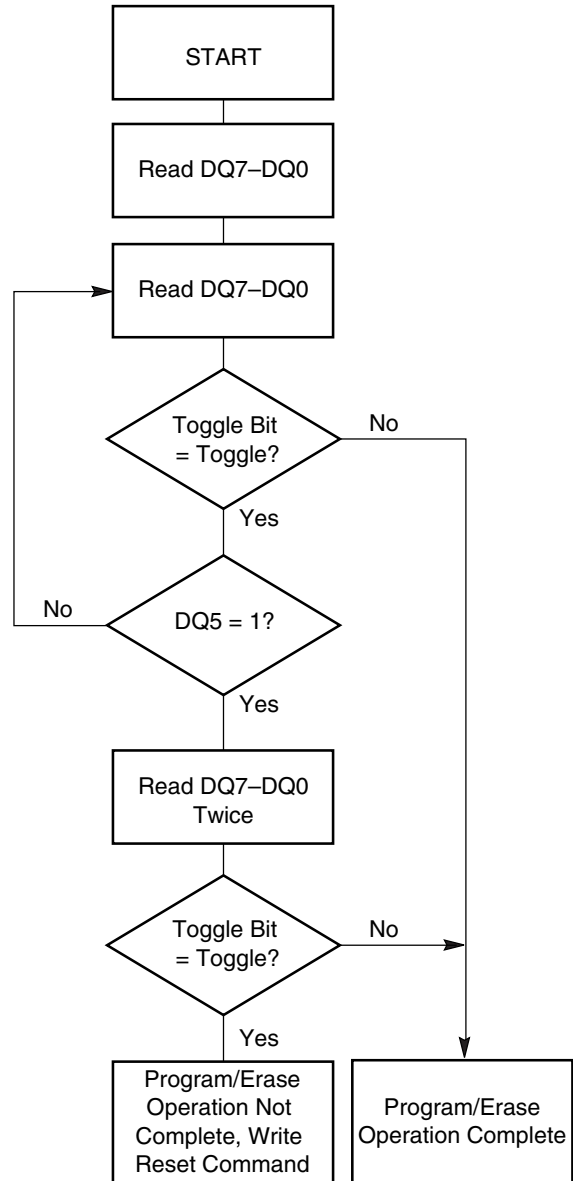 START
Read DQ7–DQ0
Read DQ7–DQ0
Toggle Bit
= Toggle?
No
Yes
No
DQ5 = 1?
Yes
Read DQ7–DQ0
Twice
Toggle Bit
= Toggle?
No
Yes
Program/Erase
Operation Not
Complete, Write
Reset Command
Program/Erase
Operation Complete